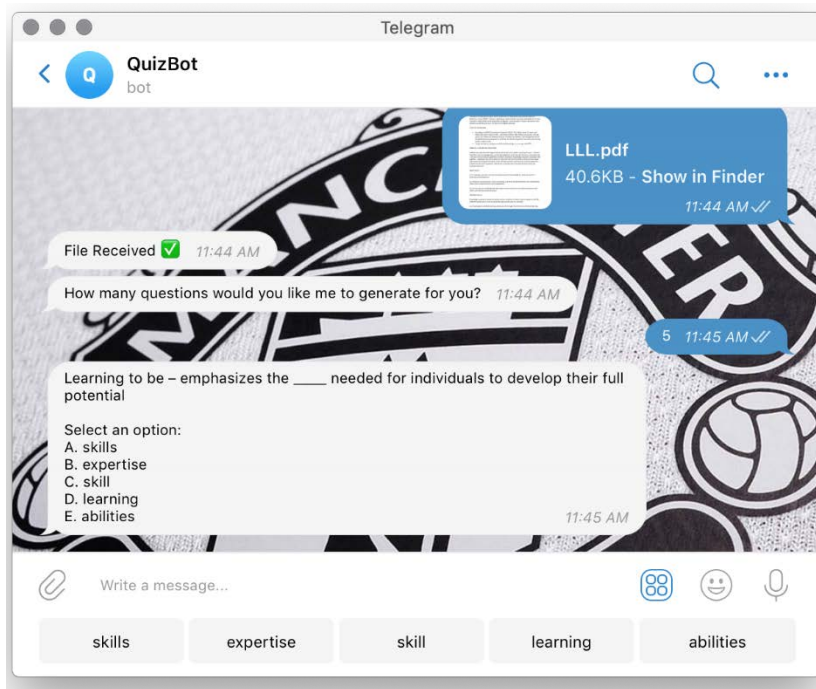 Telegram
Q
QuizBot
bot
LLL.pdf
40.6KB - Show in Finder
11:44 AM
File Received ✅ 11:44 AM
How many questions would you like me to generate for you? 11:44 AM
5 11:45 AM
Learning to be – emphasizes the ____ needed for individuals to develop their full
potential
Select an option:
A. skills
B. expertise
C. skill
D. learning
E. abilities
11:45 AM
Write a message...
skills expertise skill learning abilities